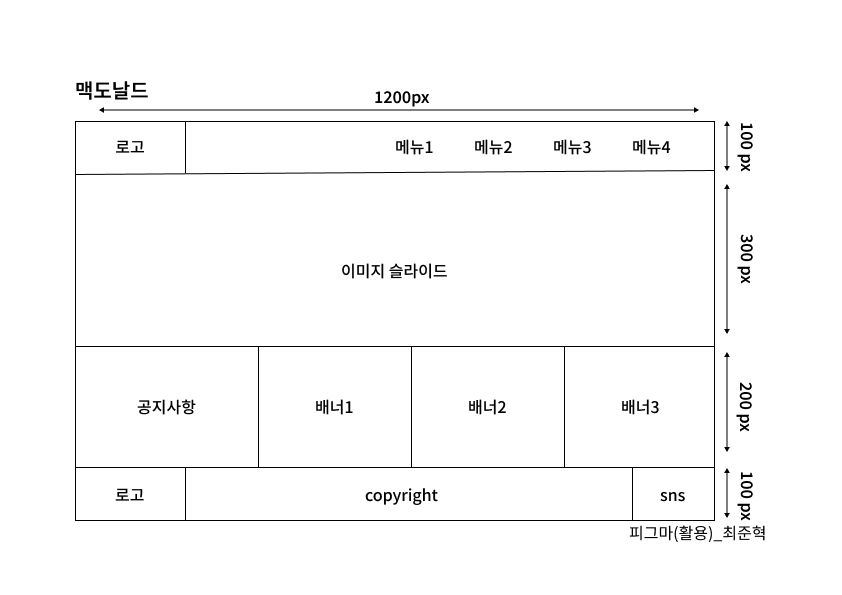 맥도날드
1200px
로고
메뉴1 메뉴2 메뉴3 메뉴4
100 px
이미지 슬라이드
300 px
공지사항
배너1
배너2
배너3
200 px
로고
copyright
sns
100 px
피그마(활용)_최준혁